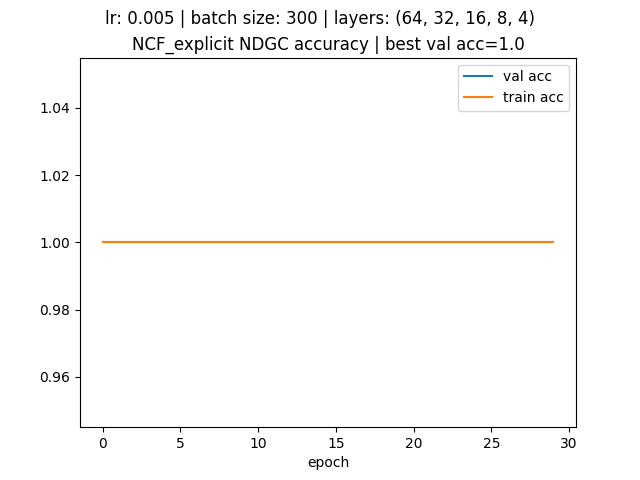 lr: 0.005 | batch size: 300 | layers: (64, 32, 16, 8, 4)
NCF_explicit NDGC accuracy | best val acc=1.0
val acc
train acc
1.04
1.02
1.00
0.98
0.96
0
5
10
15
20
25
30
epoch